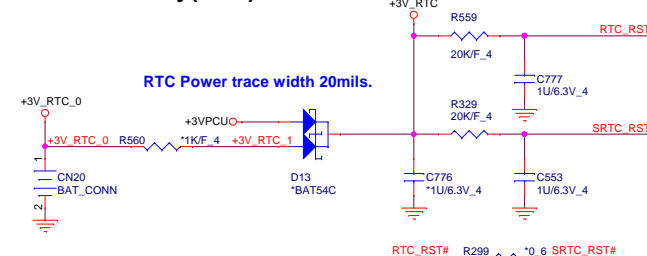 +3V_RTC
R559
RTC_RST
20K/F_4
RTC Power trace width 20mils.
C777
1U/6.3V_4
+3V_RTC_0
+3VPCU
R329
20K/F_4
SRTC_RST
+3V_RTC_0 R560 *1K/F_4 +3V_RTC_1
1
CN20
BAT_CONN
2
D13
*BAT54C
C776
*1U/6.3V_4
C553
1U/6.3V_4
RTC_RST# R299 *0_6 SRTC_RST#